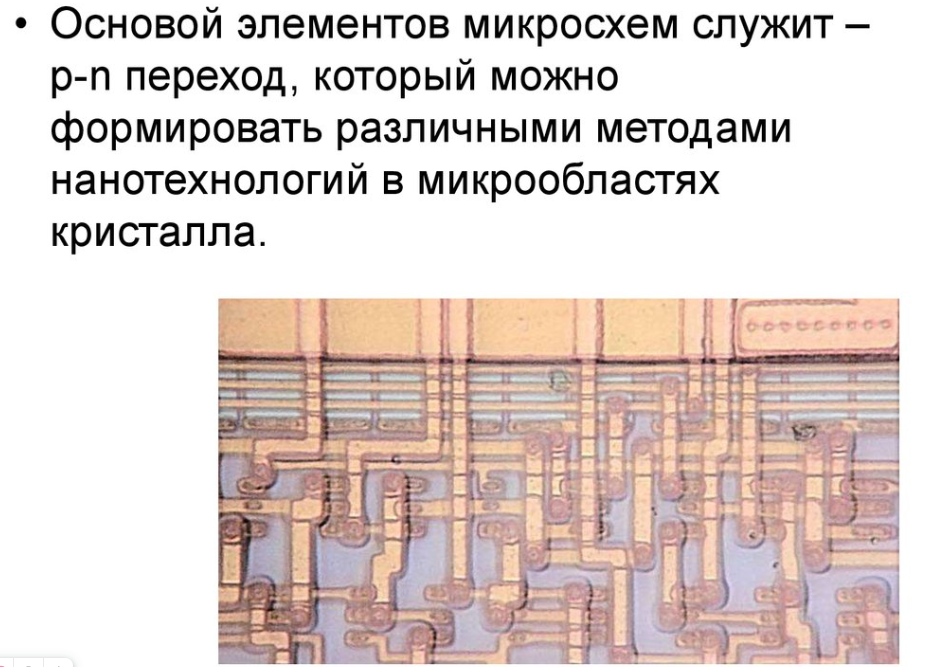 • Основой элементов микросхем служит –
p-n переход, который можно
формировать различными методами
нанотехнологий в микрообластях
кристалла.